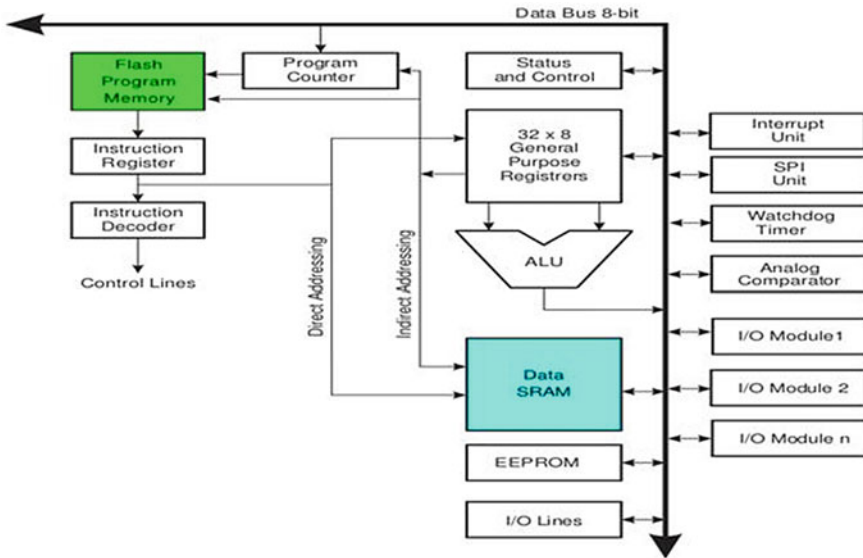 Data Bus 8-bit
Flash
Program
Memory
Program
Counter
Status
and Control
Instruction
Register
32 x 8
General
Purpose
Registrers
Interrupt
Unit
SPI
Unit
Instruction
Decoder
Watchdog
Timer
Control Lines
Direct Addressing
Indirect Addressing
ALU
Analog
Comparator
I/O Module1
Data
SRAM
I/O Module 2
I/O Module n
EEPROM
I/O Lines